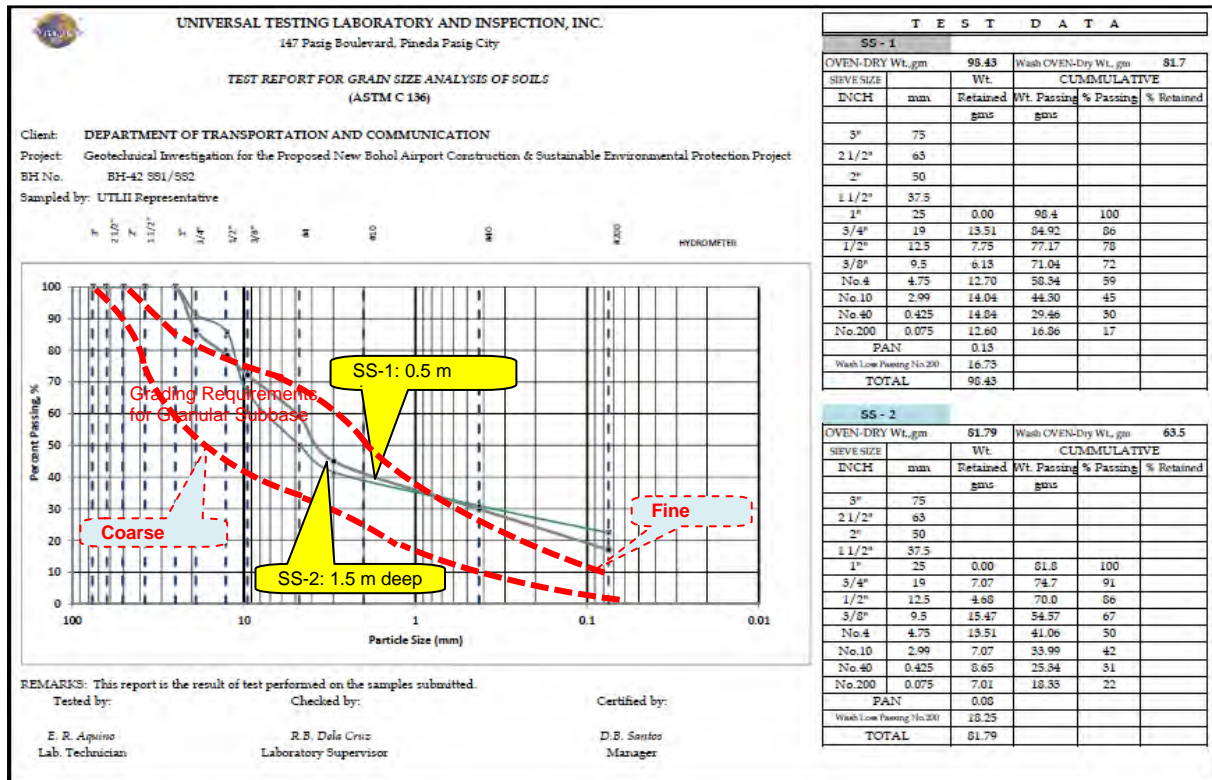 UNIVERSAL TESTING LABORATORY AND INSPECTION, INC.
147 Pasig Boulevard, Pineda Pasig City
TEST REPORT FOR GRAIN SIZE ANALYSIS OF SOILS
(ASTM C 136)
Client: DEPARTMENT OF TRANSPORTATION AND COMMUNICATION
Project: Geotechnical Investigation for the Proposed New Bohol Airport Construction & Sustainable Environmental Protection Project
BH No. BH-42 SS1/SS2
Sampled by: UTLII Representative
3" 2 1/2" 2" 1 1/2" 1" 3/4" 1/2" 3/8" #4 #10 #40 #200 HYDROMETER
100
90
80
70
60
50
40
30
20
10
0
Percent Passing, %
SS-1: 0.5 m
Grading Requirements
for Granular Subbase
Coarse
Fine
SS-2: 1.5 m deep
100 10 1 0.1 0.01
Particle Size (mm)
REMARKS: This report is the result of test performed on the samples submitted.
Tested by: Checked by: Certified by:
E. R. Aquino R.B. Dela Cruz D.B. Santos
Lab. Technician Laboratory Supervisor Manager
TEST DATA
SS - 1
OVEN-DRY Wt.,gm 98.43 Wash OVEN-Dry Wt., gm 81.7
SIEVE SIZE Wt. CUMMULATIVE
INCH mm Retained Wt. Passing % Passing % Retained
gms gms
3" 75
2 1/2" 63
2" 50
1 1/2" 37.5
1" 25 0.00 98.4 100
3/4" 19 13.51 84.92 86
1/2" 12.5 7.75 77.17 78
3/8" 9.5 6.13 71.04 72
No.4 4.75 12.70 58.34 59
No.10 2.99 14.04 44.30 45
No.40 0.425 14.84 29.46 30
No.200 0.075 12.60 16.86 17
PAN 0.13
Wash Loss Passing No.200 16.73
TOTAL 98.43
SS - 2
OVEN-DRY Wt.,gm 81.79 Wash OVEN-Dry Wt., gm 63.5
SIEVE SIZE Wt. CUMMULATIVE
INCH mm Retained Wt. Passing % Passing % Retained
gms gms
3" 75
2 1/2" 63
2" 50
1 1/2" 37.5
1" 25 0.00 81.8 100
3/4" 19 7.07 74.7 91
1/2" 12.5 4.68 70.0 86
3/8" 9.5 15.47 54.57 67
No.4 4.75 13.51 41.06 50
No.10 2.99 7.07 33.99 42
No.40 0.425 8.65 25.34 31
No.200 0.075 7.01 18.33 22
PAN 0.08
Wash Loss Passing No.200 18.25
TOTAL 81.79